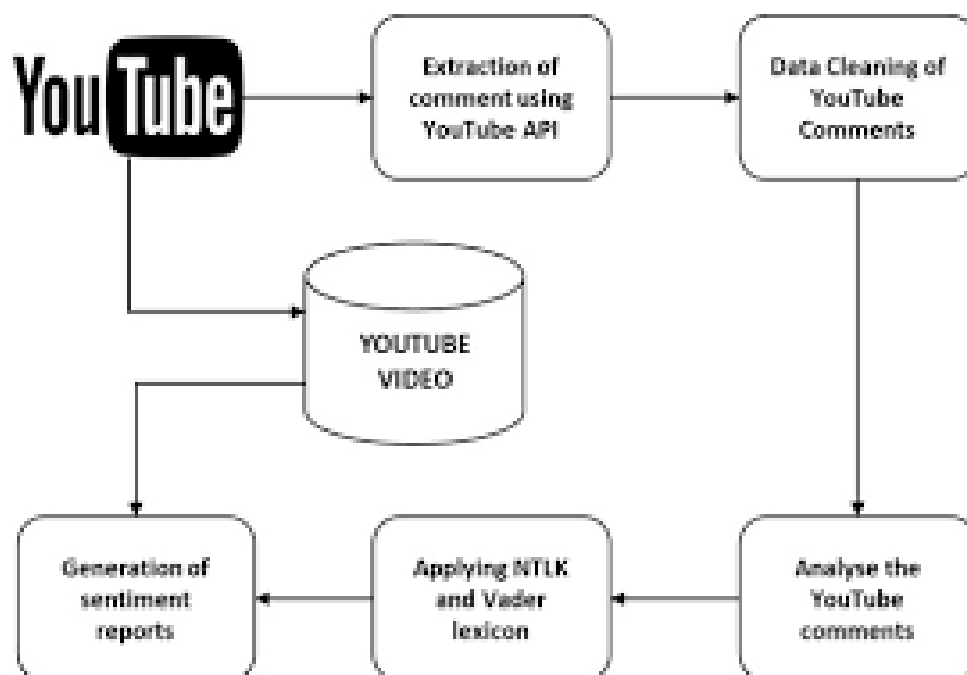 YouTube
Extraction of
comment using
YouTube API
Data Cleaning of
YouTube
Comments
YOUTUBE
VIDEO
Generation of
sentiment
reports
Applying NTLK
and Vader
lexicon
Analyse the
YouTube
comments